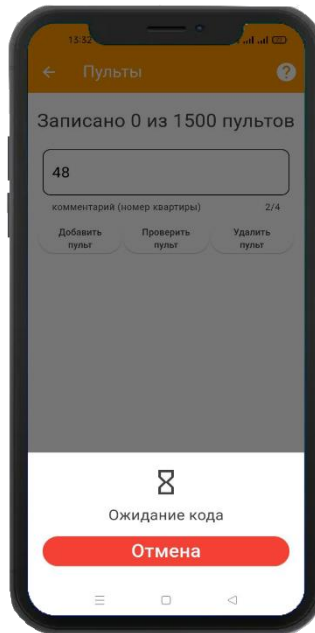 13:32
Пульты
?
Записано 0 из 1500 пультов
48
комментарий (номер квартиры) 2/4
Добавить пульт
Проверить пульт
Удалить пульт
Ожидание кода
Отмена